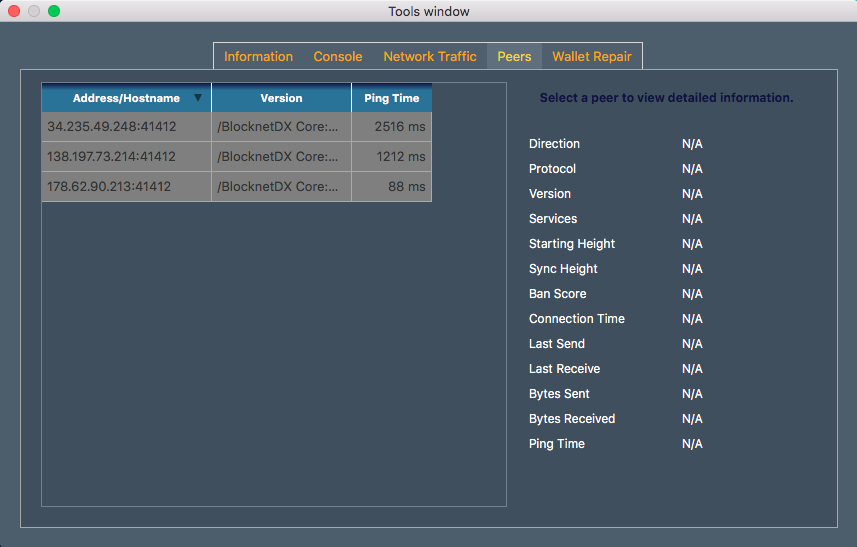 Tools window
Information Console Network Traffic Peers Wallet Repair
Address/Hostname ▼ Version Ping Time
34.235.49.248:41412 /BlocknetDX Core:... 2516 ms
138.197.73.214:41412 /BlocknetDX Core:... 1212 ms
178.62.90.213:41412 /BlocknetDX Core:... 88 ms
Select a peer to view detailed information.
Direction N/A
Protocol N/A
Version N/A
Services N/A
Starting Height N/A
Sync Height N/A
Ban Score N/A
Connection Time N/A
Last Send N/A
Last Receive N/A
Bytes Sent N/A
Bytes Received N/A
Ping Time N/A